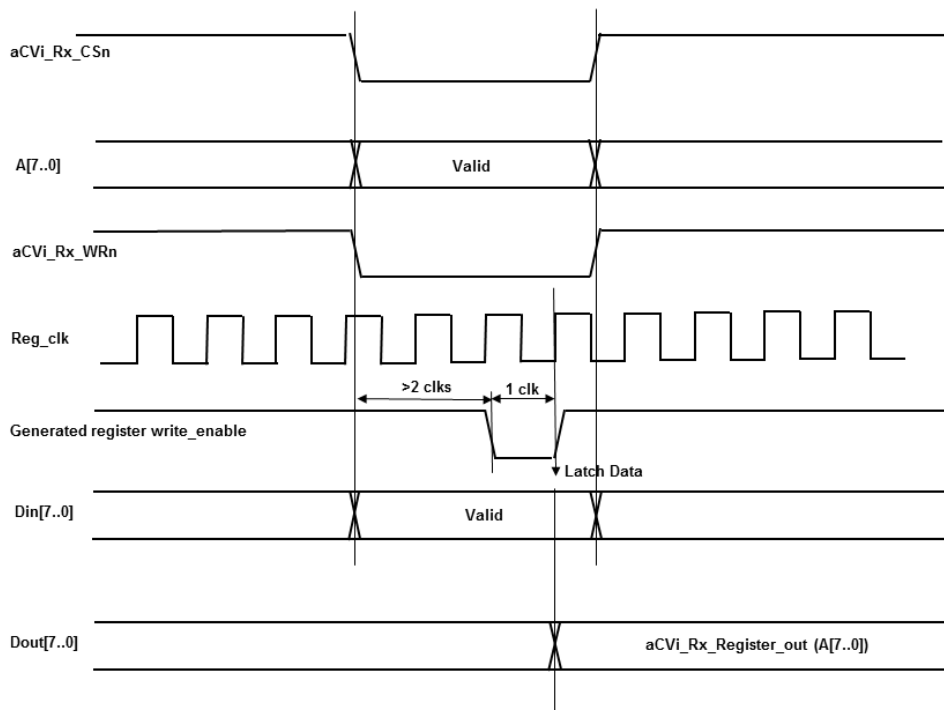 aCVi_Rx_CSn
A[7..0]
Valid
aCVi_Rx_WRn
Reg_clk
>2 clks
1 clk
Generated register write_enable
Latch Data
Din[7..0]
Valid
Dout[7..0]
aCVi_Rx_Register_out (A[7..0])